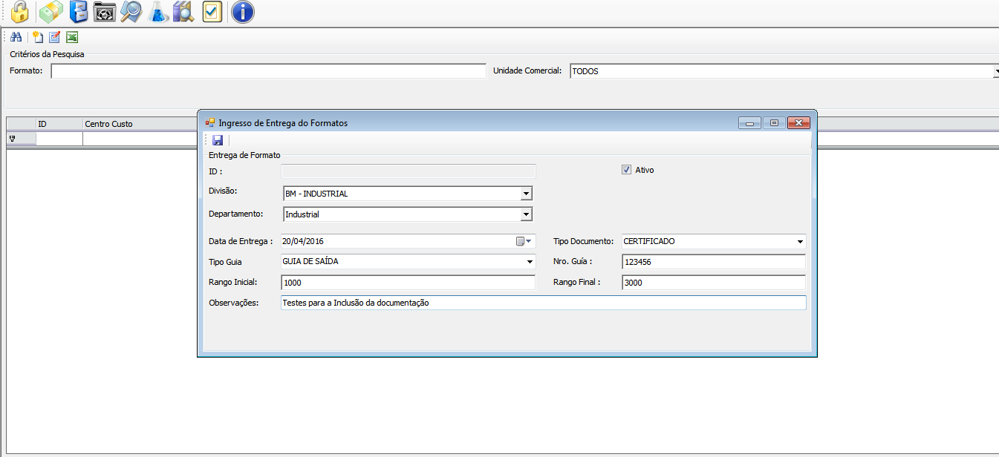 Critérios da Pesquisa
Formato:
Unidade Comercial: TODOS
ID Centro Custo
Ingresso de Entrega do Formatos
Entrega de Formato
ID : Ativo
Divisão: BM - INDUSTRIAL
Departamento: Industrial
Data de Entrega : 20/04/2016 Tipo Documento: CERTIFICADO
Tipo Guia GUIA DE SAÍDA Nro. Guía : 123456
Rango Inicial: 1000 Rango Final : 3000
Observações: Testes para a Inclusão da documentação